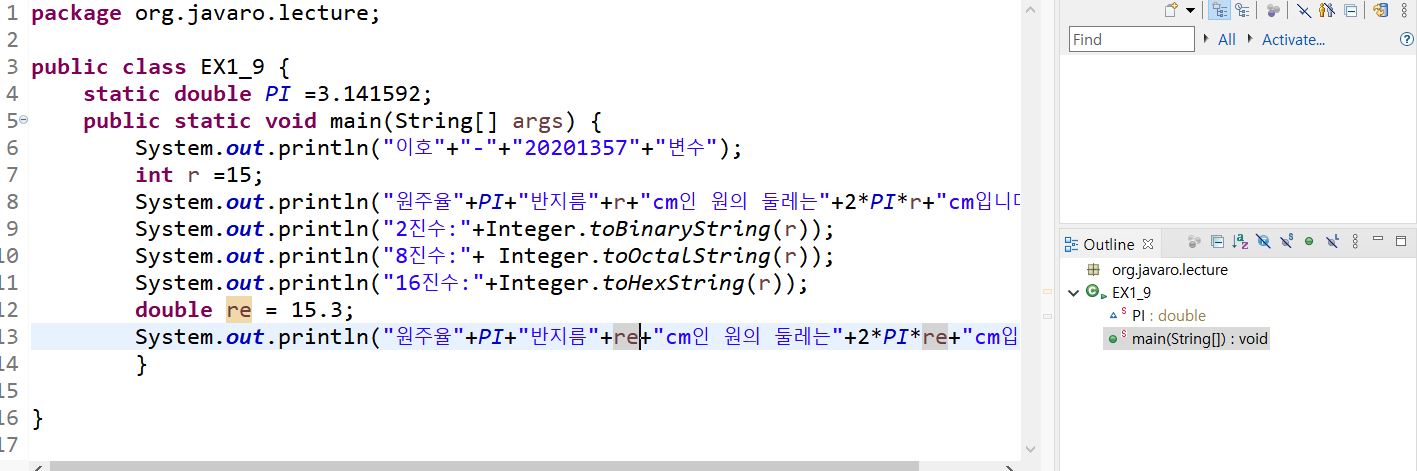 1 package org.javaro.lecture;
2
3 public class EX1_9 {
4 static double PI =3.141592;
5 public static void main(String[] args) {
6 System.out.println("이호"+"-"+"20201357"+"변수");
7 int r =15;
8 System.out.println("원주율"+PI+"반지름"+r+"cm인 원의 둘레는"+2*PI*r+"cm입니다
9 System.out.println("2진수:"+Integer.toBinaryString(r));
10 System.out.println("8진수:"+ Integer.toOctalString(r));
11 System.out.println("16진수:"+Integer.toHexString(r));
12 double re = 15.3;
13 System.out.println("원주율"+PI+"반지름"+re+"cm인 원의 둘레는"+2*PI*re+"cm입
14 }
15
16 }
17
Find
All
Activate...
Outline
org.javaro.lecture
EX1_9
PI : double
main(String[]) : void